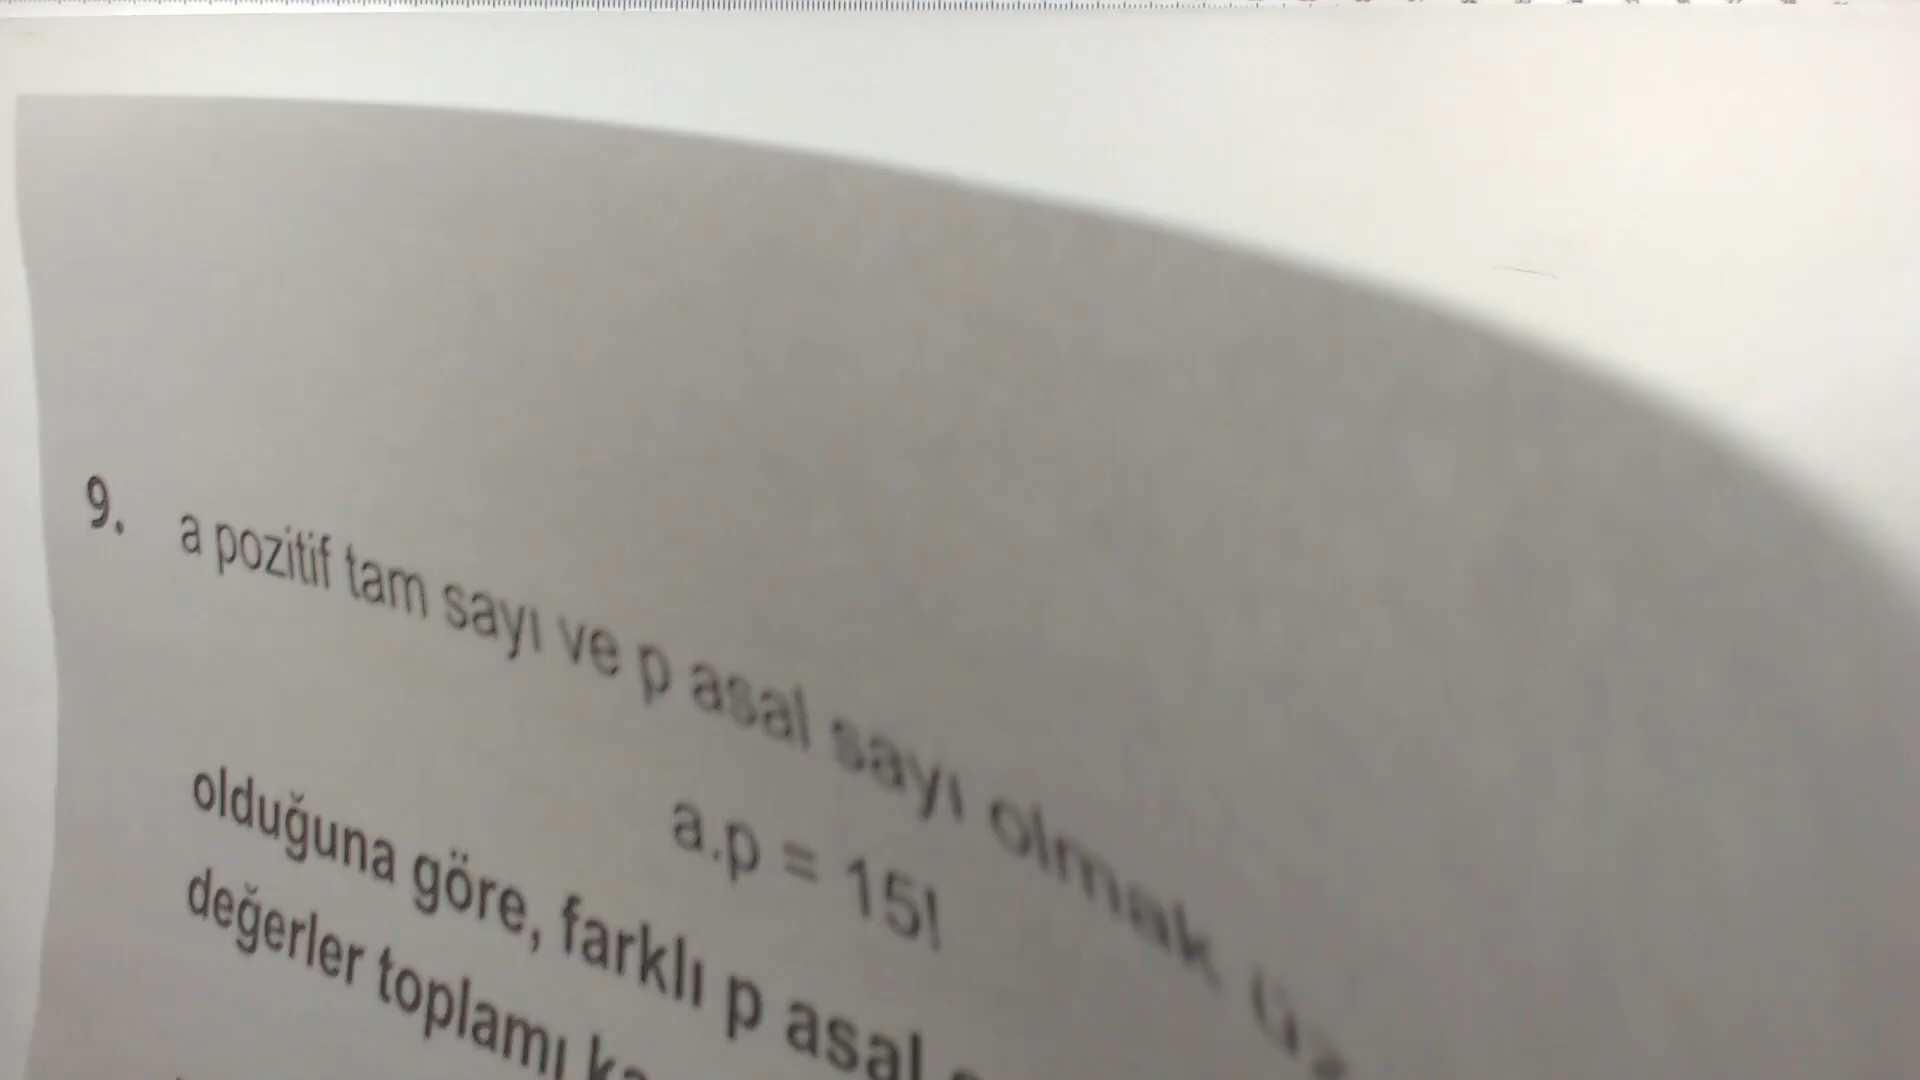 9. a pozitif tam sayı ve p asal sayı olmak
a.p = 15!
olduğuna göre, farklı p asal
değerler toplamı